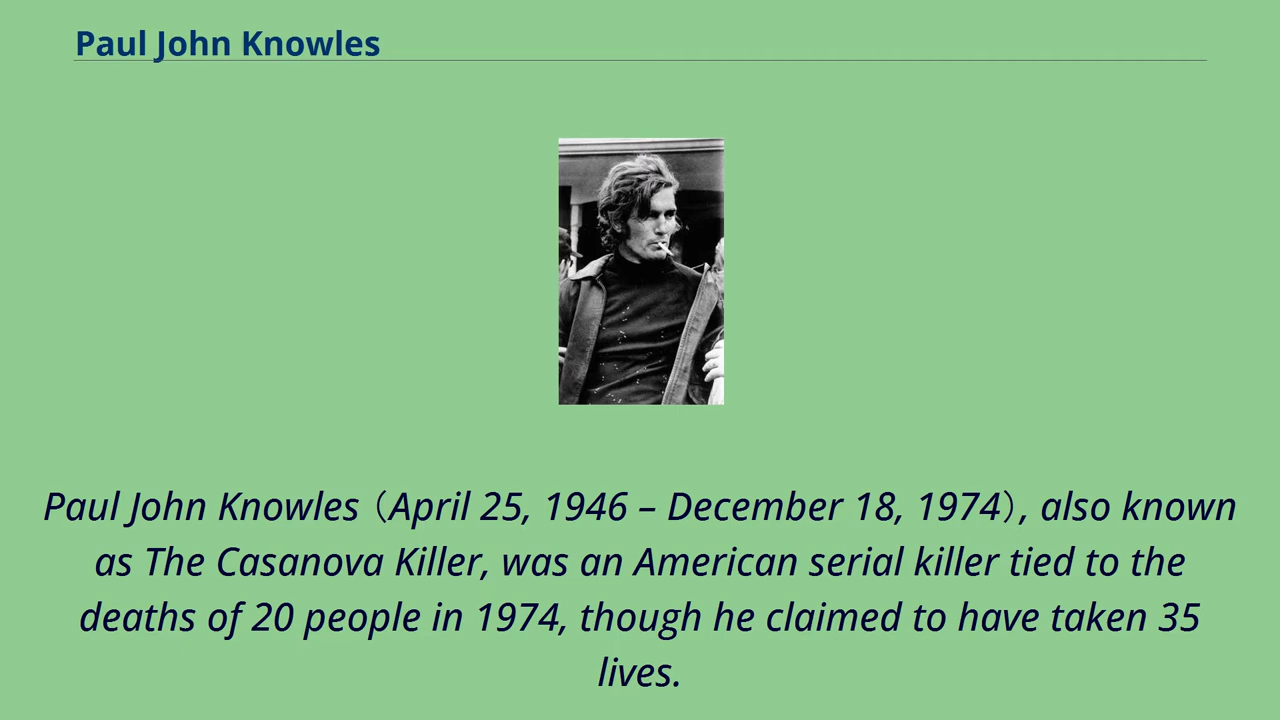 Paul John Knowles
Paul John Knowles（April 25, 1946 – December 18, 1974）, also known
as The Casanova Killer, was an American serial killer tied to the
deaths of 20 people in 1974, though he claimed to have taken 35
lives.